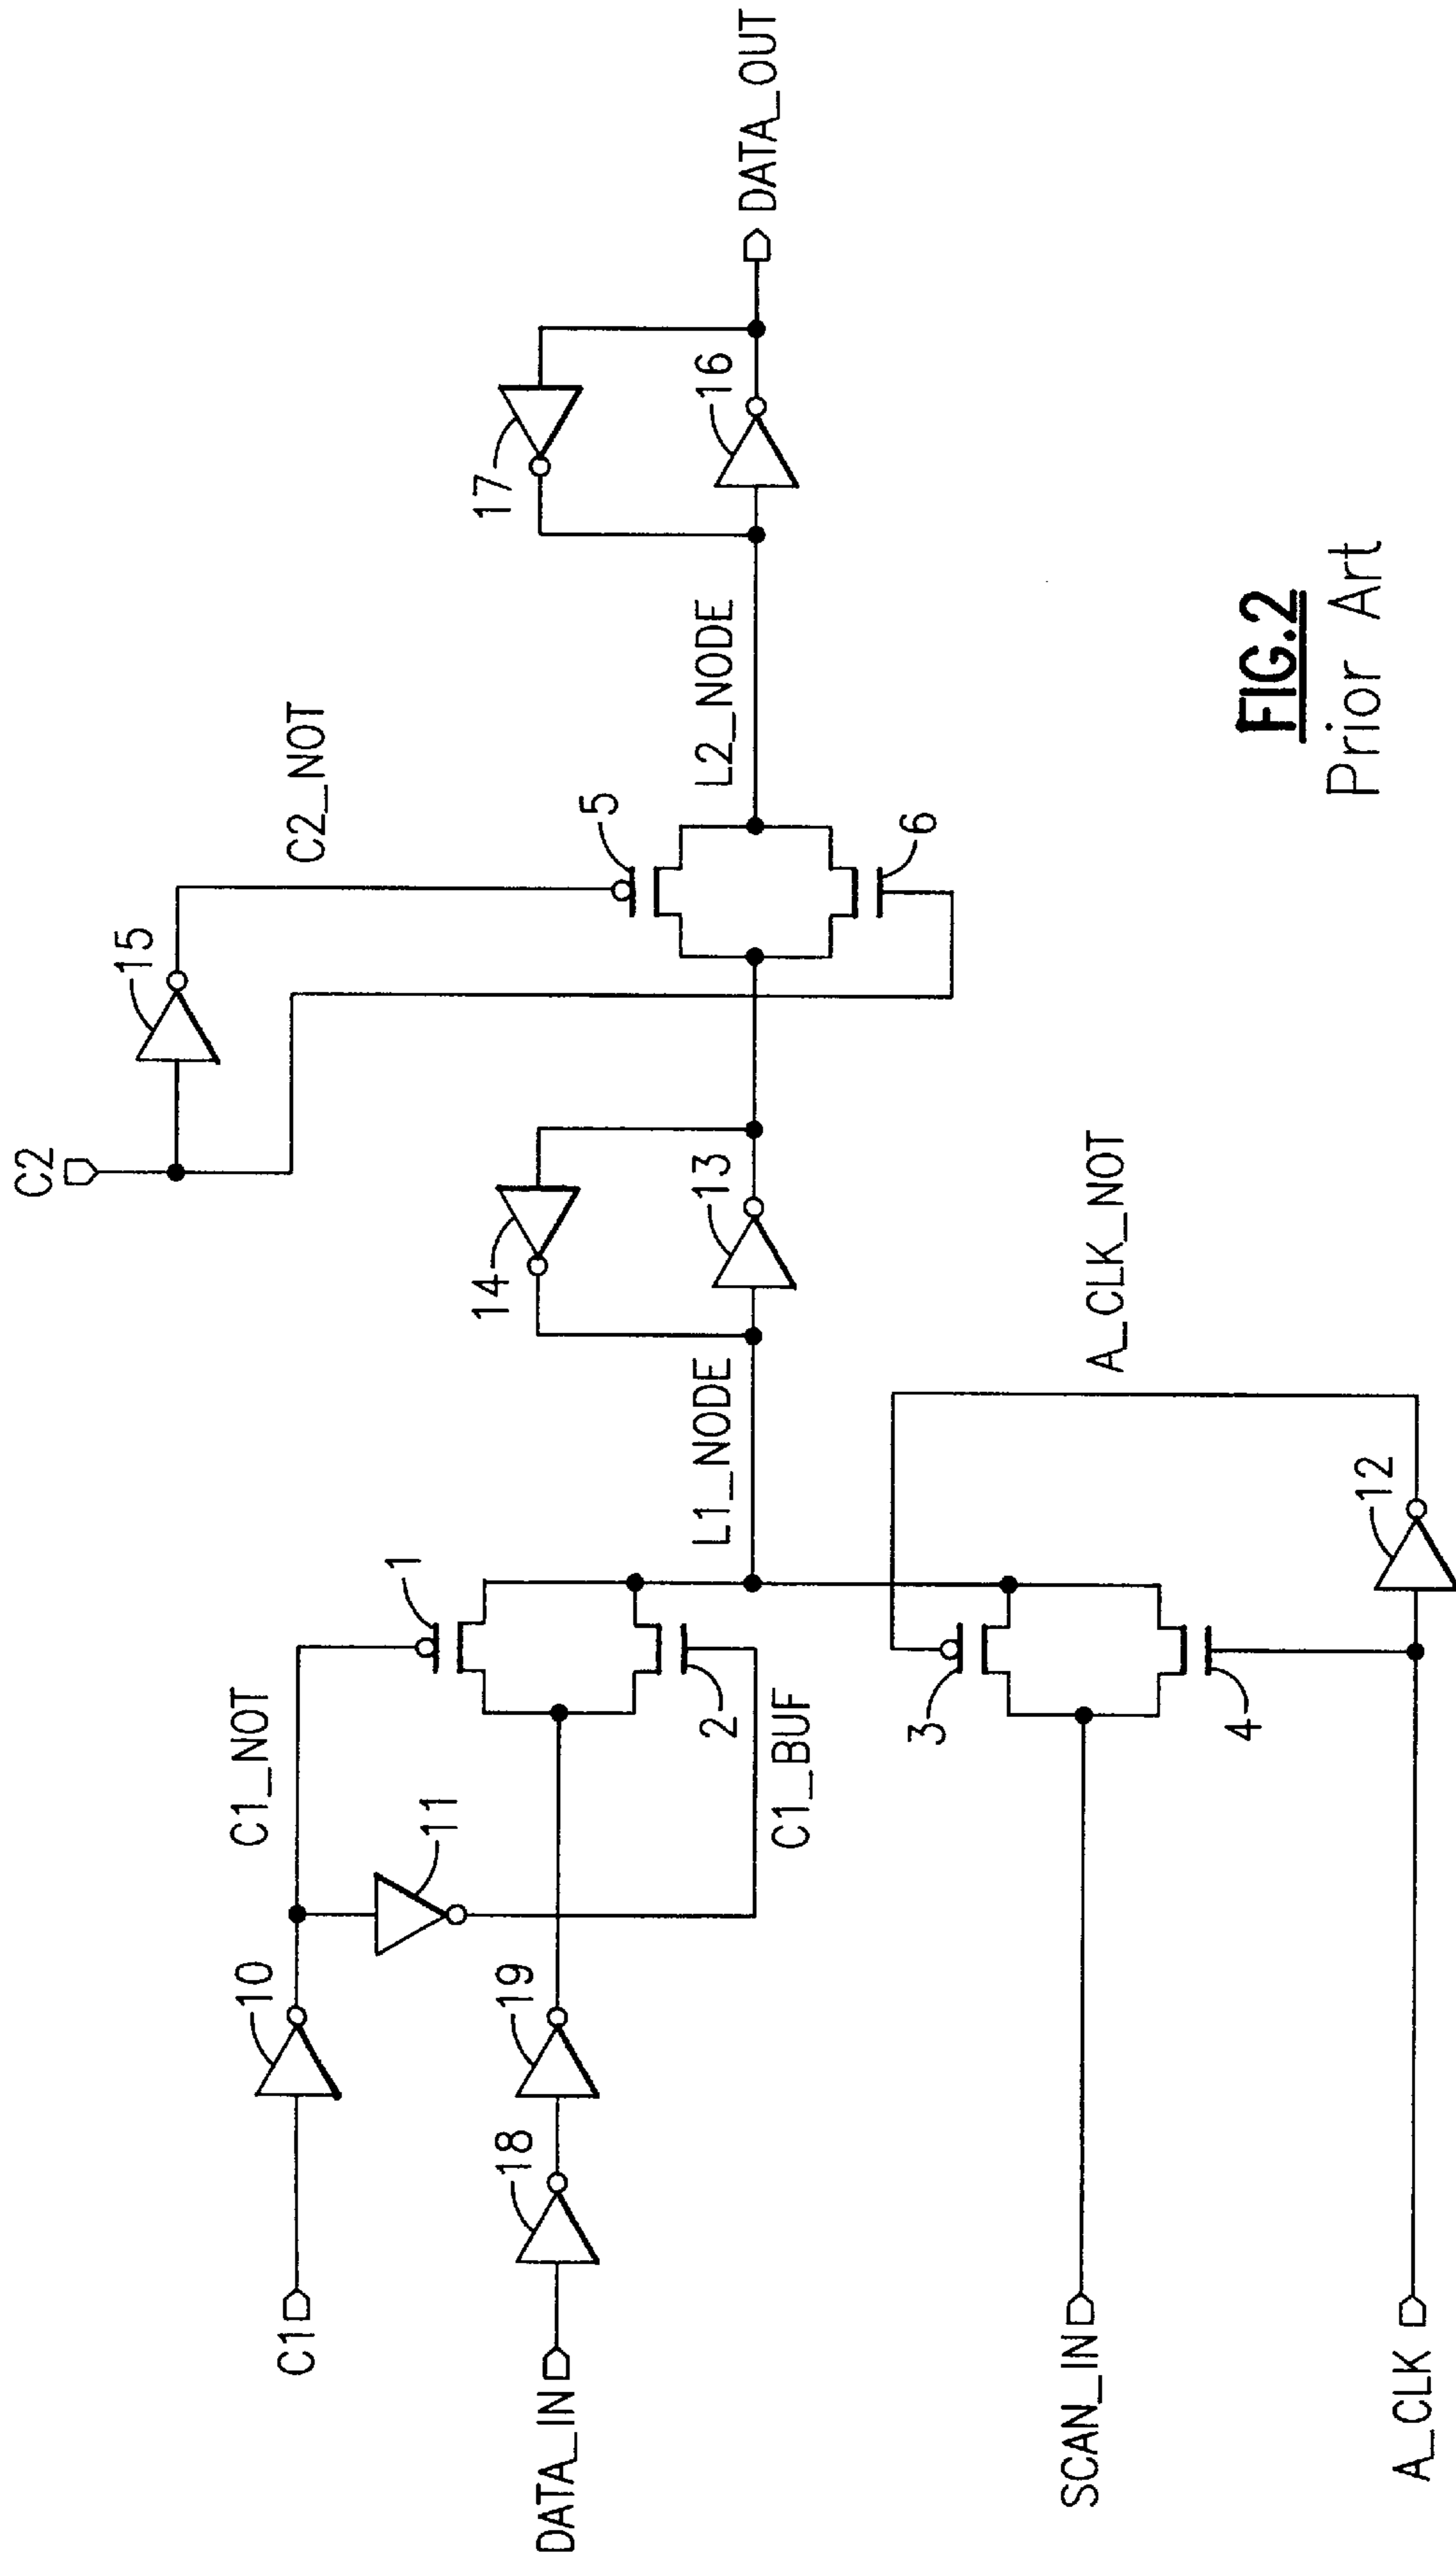 C2
15
C2_NOT
C1
10
C1_NOT
11
1
14
5
17
DATA_IN
18
19
2
C1_BUF
L1_NODE
13
6
L2_NODE
16
DATA_OUT
SCAN_IN
3
4
A_CLK_NOT
A_CLK
12
FIG.2
Prior Art